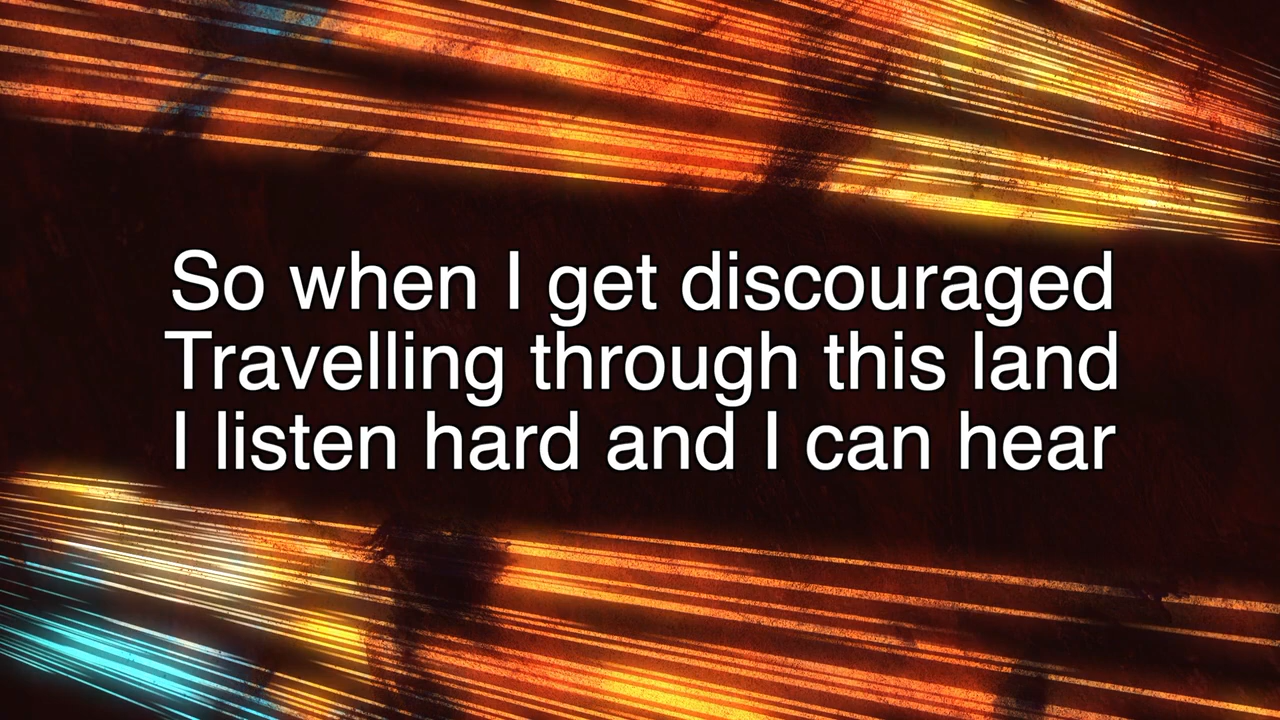 So when I get discouraged
Travelling through this land
I listen hard and I can hear